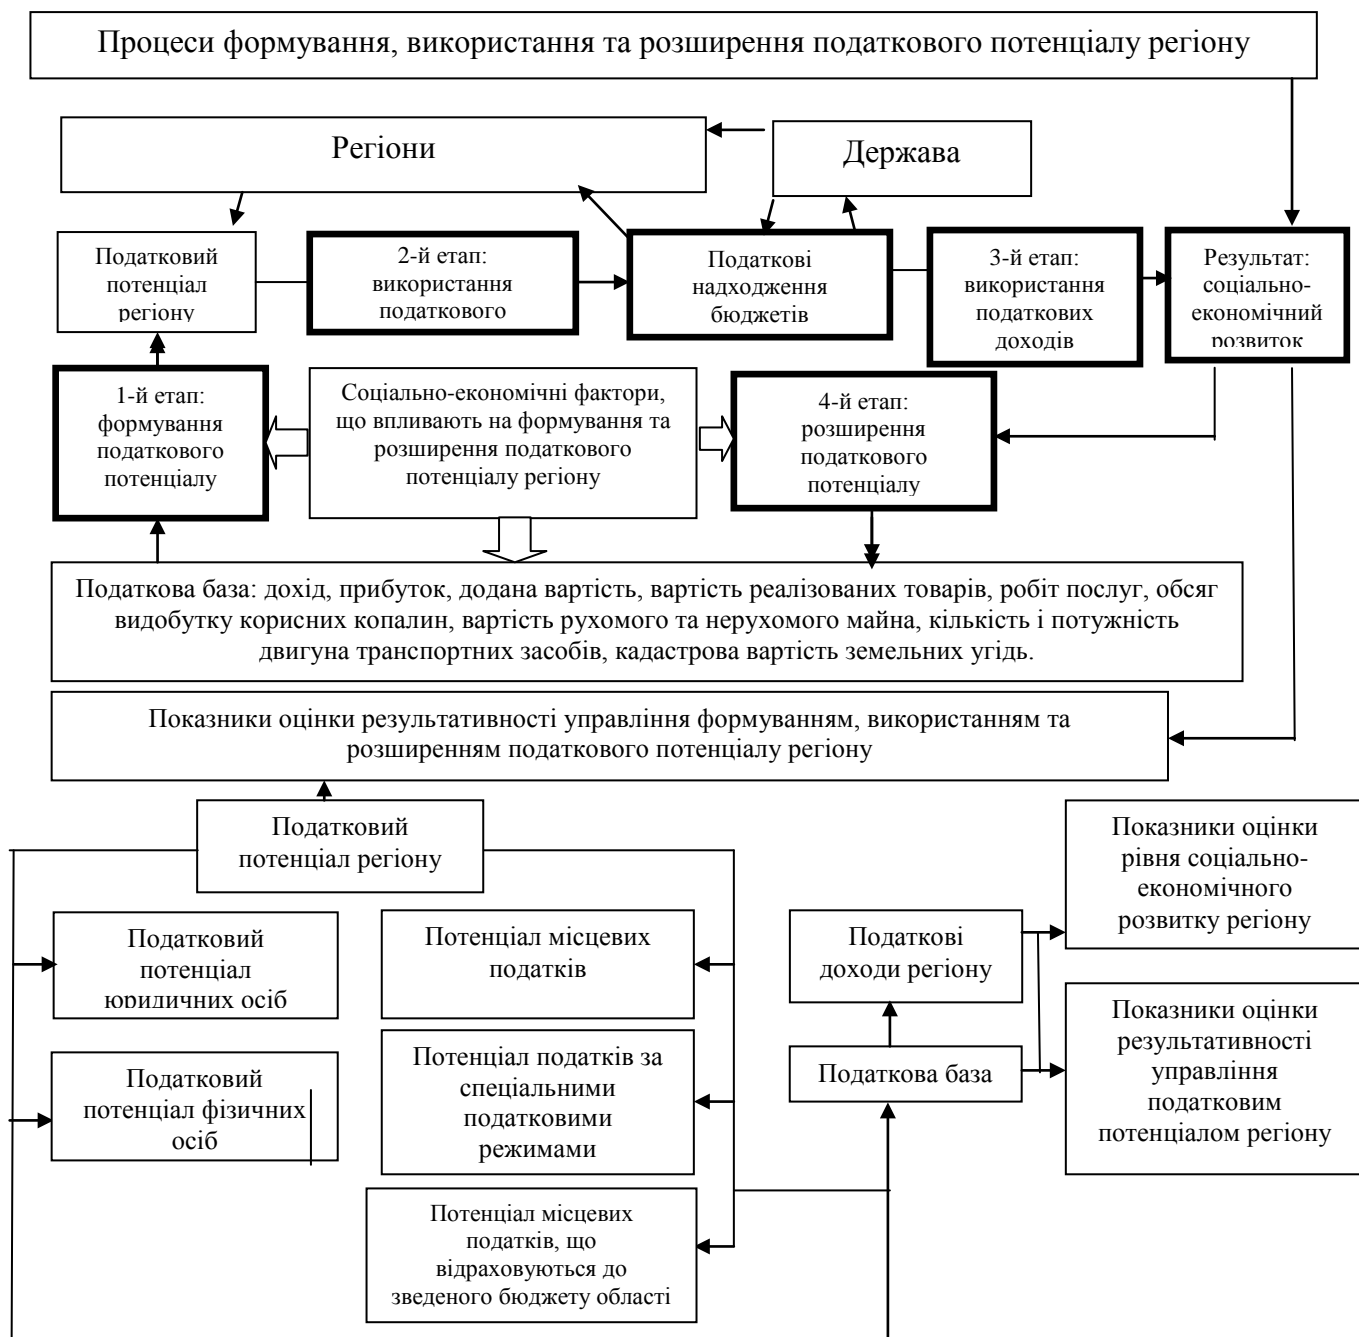 Процеси формування, використання та розширення податкового потенціалу регіону
Регіони
Держава
Податковий
потенціал
регіону
2-й етап:
використання
податкового
Податкові
надходження
бюджетів
3-й етап:
використання
податкових
доходів
Результат:
соціально-
економічний
розвиток
1-й етап:
формування
податкового
потенціалу
Соціально-економічні фактори,
що впливають на формування та
розширення податкового
потенціалу регіону
4-й етап:
розширення
податкового
потенціалу
Податкова база: дохід, прибуток, додана вартість, вартість реалізованих товарів, робіт послуг, обсяг
видобутку корисних копалин, вартість рухомого та нерухомого майна, кількість і потужність
двигуна транспортних засобів, кадастрова вартість земельних угідь.
Показники оцінки результативності управління формуванням, використанням та
розширенням податкового потенціалу регіону
Податковий
потенціал регіону
Податковий
потенціал
юридичних осіб
Податковий
потенціал фізичних
осіб
Потенціал місцевих
податків
Потенціал податків за
спеціальними
податковими
режимами
Потенціал місцевих
податків, що
відраховуються до
зведеного бюджету області
Податкові
доходи регіону
Податкова база
Показники оцінки
рівня соціально-
економічного
розвитку регіону
Показники оцінки
результативності
управління
податковим
потенціалом регіону